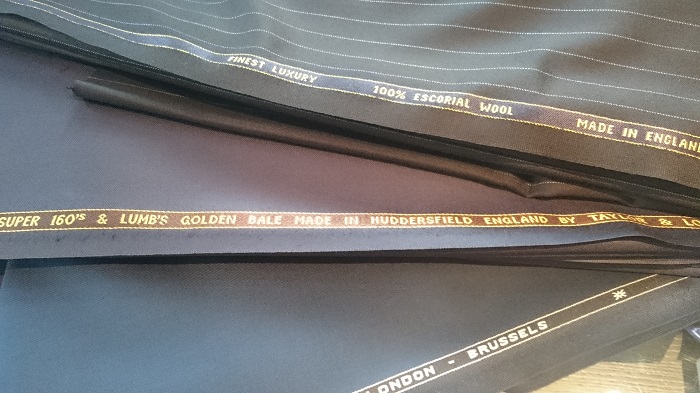 FINEST LUXURY 100% ESCORIAL WOOL MADE IN ENGLAND
SUPER 160'S & LUMB'S GOLDEN BALE MADE IN HUDDERSFIELD ENGLAND BY TAYLOR &
LONDON - BRUSSELS